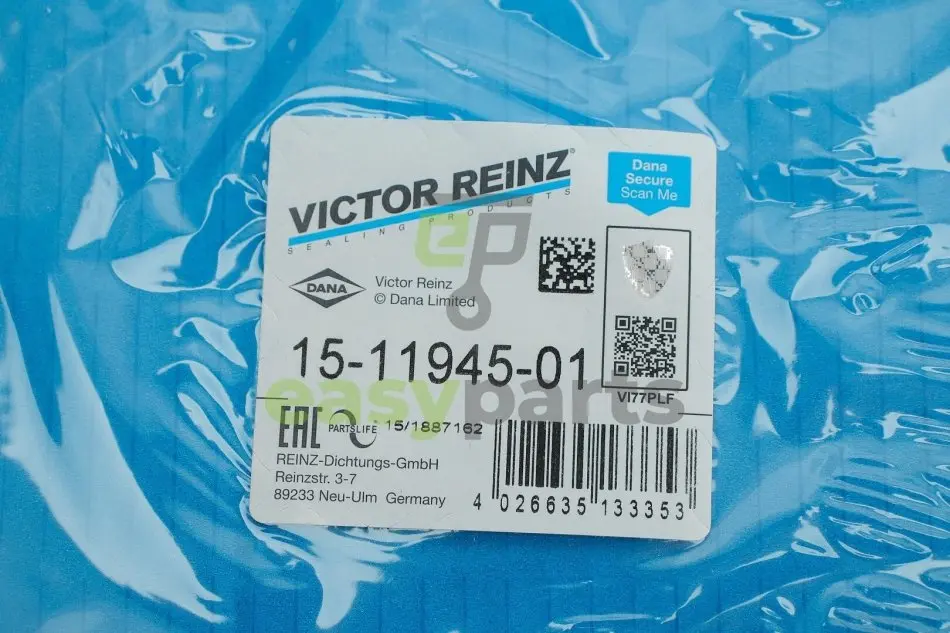 VICTOR REINZ®
SEALING PRODUCTS
Dana
Secure
Scan Me
ep
DANA
Victor Reinz
© Dana Limited
15-11945-01
VI77PLF
easyparts
EAC PARTSLIFE 15/1887162
REINZ-Dichtungs-GmbH
Reinzstr. 3-7
89233 Neu-Ulm Germany
4 026635 133353